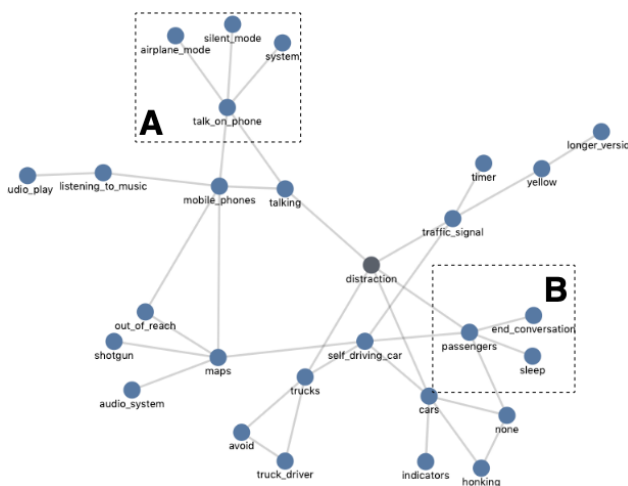 silent_mode
airplane_mode
system
A
talk_on_phone
longer_versio
timer
yellow
udio_play
listening_to_music
mobile_phones
talking
traffic_signal
distraction
B
out_of_reach
end_conversation
shotgun
self_driving_car
passengers
maps
sleep
trucks
audio_system
cars
none
avoid
truck_driver
indicators
honking